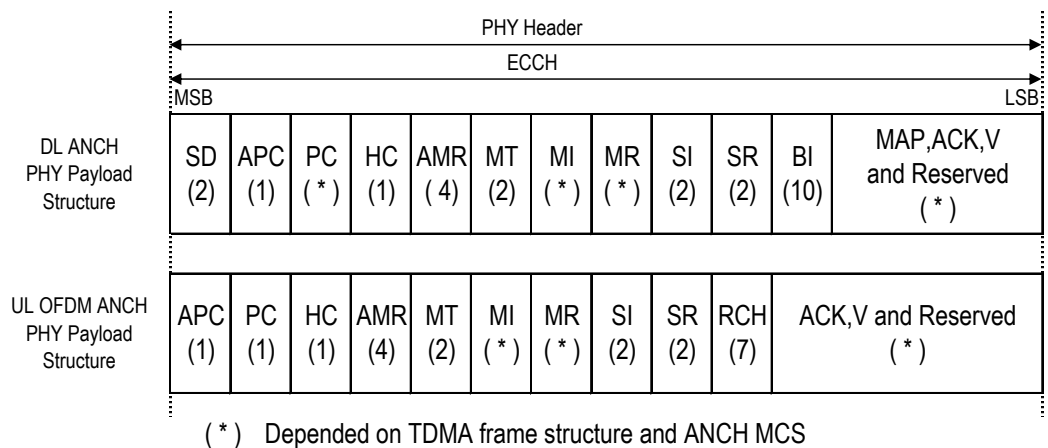 PHY Header
ECCH
MSB LSB
DL ANCH
PHY Payload
Structure
SD APC PC HC AMR MT MI MR SI SR BI MAP,ACK,V
and Reserved
(2) (1) ( * ) (1) ( 4) (2) ( * ) ( * ) (2) (2) (10) ( * )
UL OFDM ANCH
PHY Payload
Structure
APC PC HC AMR MT MI MR SI SR RCH ACK,V and Reserved
(1) (1) (1) (4) (2) ( * ) ( * ) (2) (2) (7) ( * )
( * ) Depended on TDMA frame structure and ANCH MCS